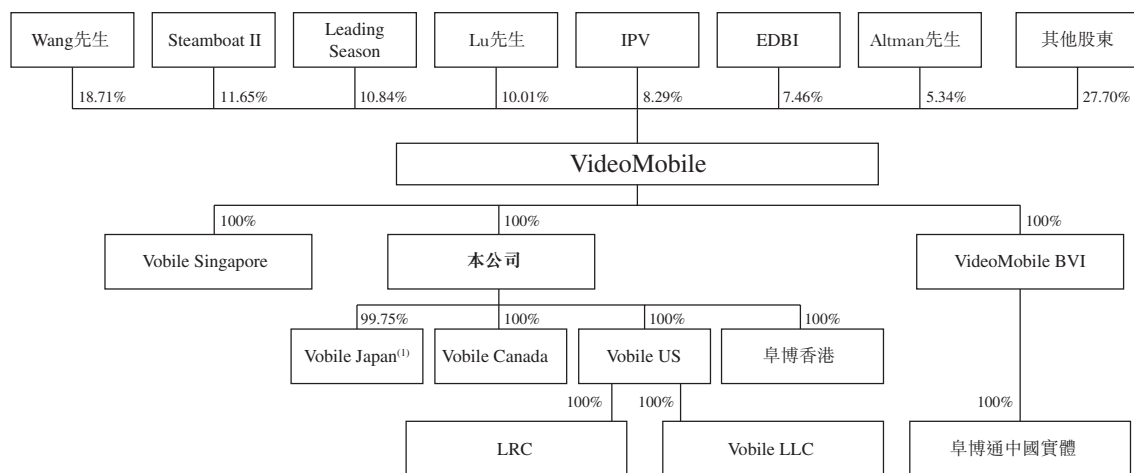 Wang先生
Steamboat II
Leading
Season
Lu先生
IPV
EDBI
Altman先生
其他股東
18.71%
11.65%
10.84%
10.01%
8.29%
7.46%
5.34%
27.70%
VideoMobile
100%
100%
100%
Vobile Singapore
本公司
VideoMobile BVI
99.75%
100%
100%
100%
Vobile Japan(1)
Vobile Canada
Vobile US
阜博香港
100%
100%
100%
LRC
Vobile LLC
阜博通中國實體